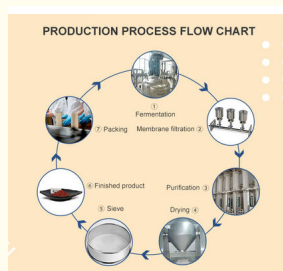 PRODUCTION PROCESS FLOW CHART
① Fermentation
Membrane filtration ②
Purification ③
Drying ④
⑤ Sieve
⑥ Finished product
⑦ Packing